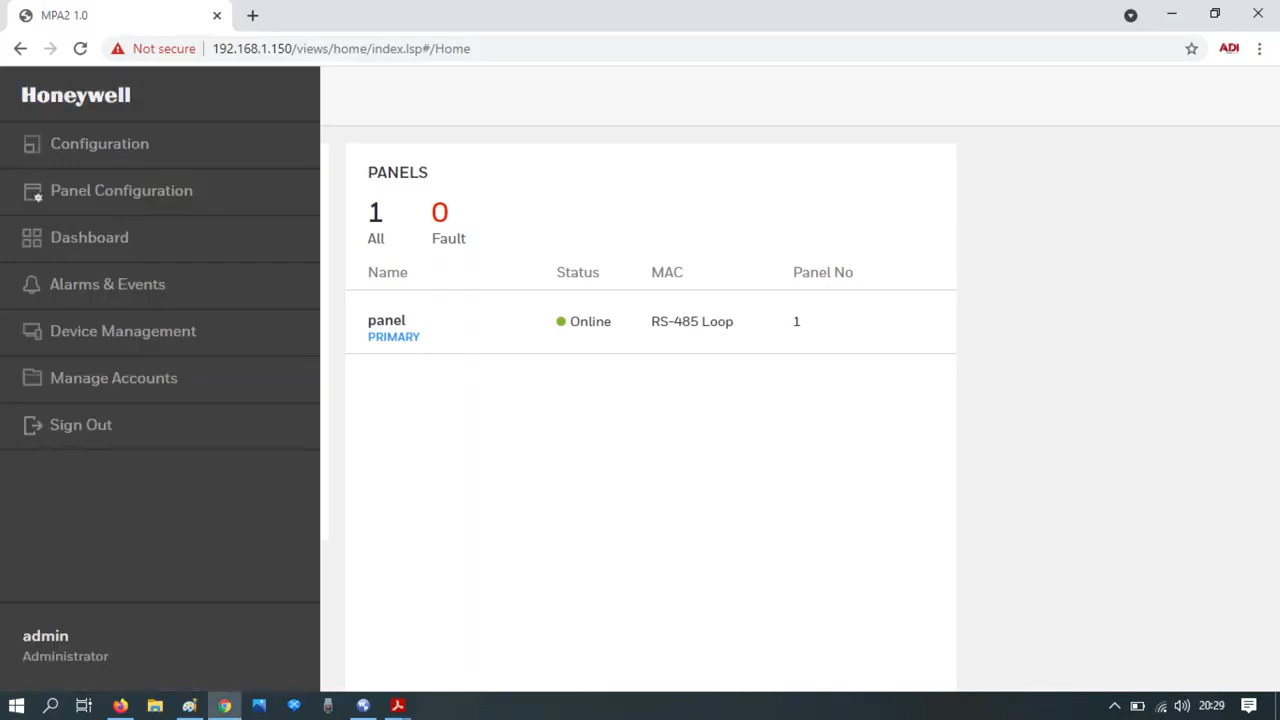 MPA2 1.0
Not secure 192.168.1.150/views/home/index.lsp#/Home
ADI
Honeywell
Configuration
Panel Configuration
Dashboard
Alarms & Events
Device Management
Manage Accounts
Sign Out
admin
Administrator
PANELS
1 0
All Fault
Name Status MAC Panel No
panel Online RS-485 Loop 1
PRIMARY
20:29